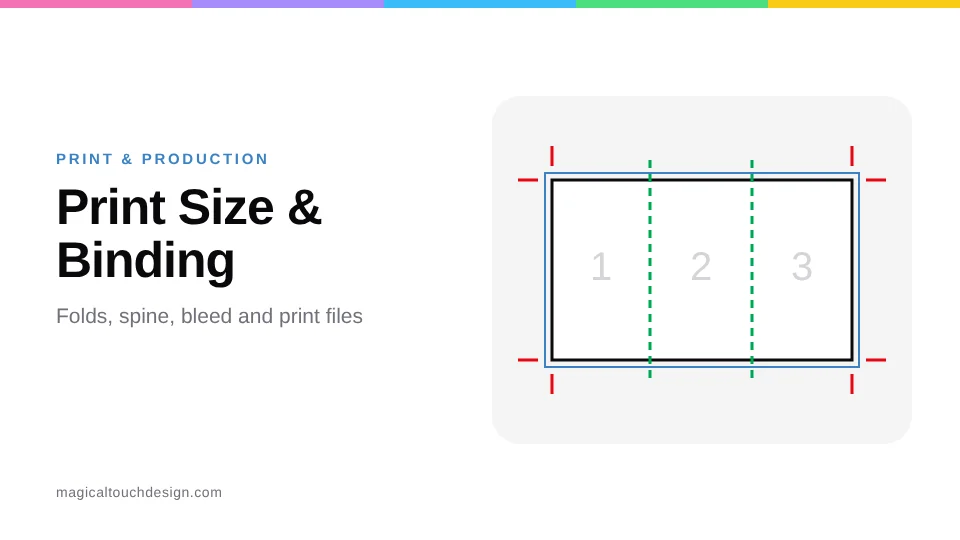 PRINT & PRODUCTION
Print Size &
Binding
Folds, spine, bleed and print files
1 2 3
magicaltouchdesign.com